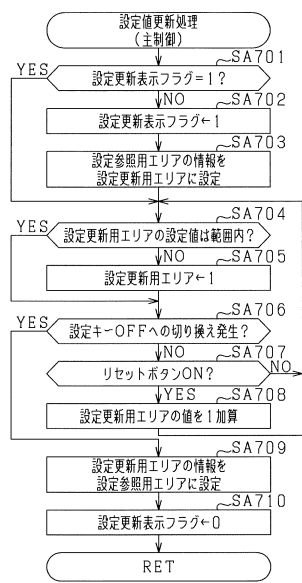 設定値更新処理
(主制御)
SA701
YES
設定更新表示フラグ=1?
NO
SA702
設定更新表示フラグ←1
SA703
設定参照用エリアの情報を
設定更新用エリアに設定
SA704
YES
設定更新用エリアの設定値は範囲内?
NO
SA705
設定更新用エリア←1
SA706
YES
設定キーOFFへの切り換え発生?
NO
SA707
リセットボタンON?
NO
YES
SA708
設定更新用エリアの値を1加算
SA709
設定更新用エリアの情報を
設定参照用エリアに設定
SA710
設定更新表示フラグ←0
RET